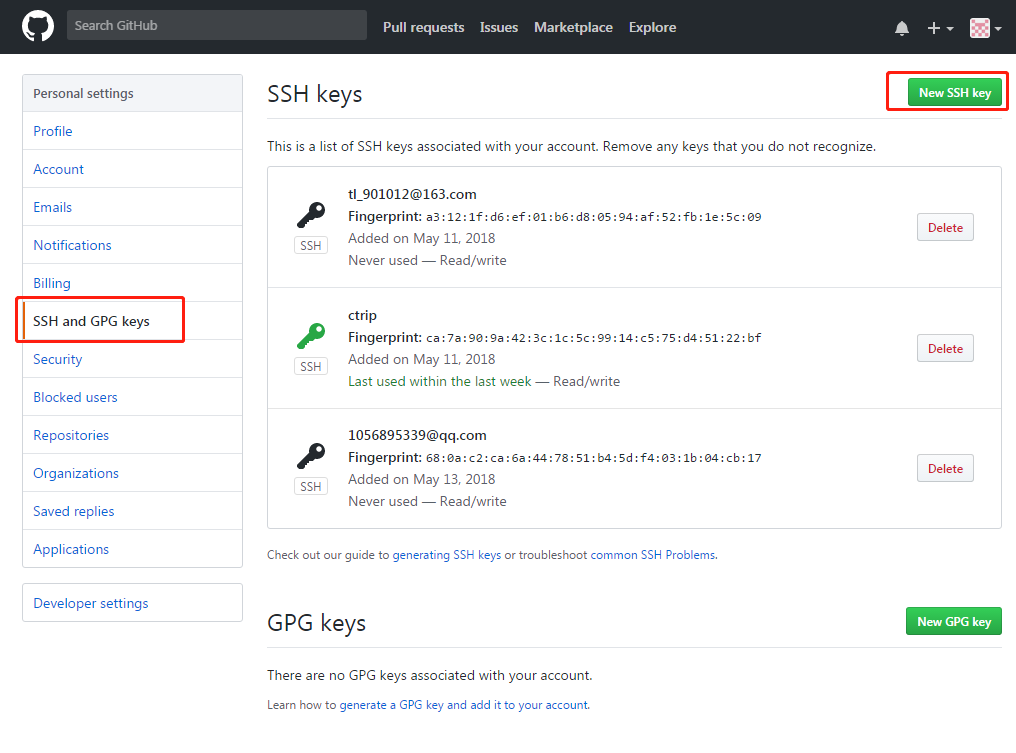 Search GitHub
Pull requests
Issues
Marketplace
Explore
Personal settings
Profile
Account
Emails
Notifications
Billing
SSH and GPG keys
Security
Blocked users
Repositories
Organizations
Saved replies
Applications
Developer settings
SSH keys
New SSH key
This is a list of SSH keys associated with your account. Remove any keys that you do not recognize.
tl_901012@163.com
Fingerprint: a3:12:1f:d6:ef:01:b6:d8:05:94:af:52:fb:1e:5c:09
Added on May 11, 2018
Never used — Read/write
SSH
Delete
ctrip
Fingerprint: ca:7a:90:9a:42:3c:1c:5c:99:14:c5:75:d4:51:22:bf
Added on May 11, 2018
Last used within the last week — Read/write
SSH
Delete
1056895339@qq.com
Fingerprint: 68:0a:c2:ca:6a:44:78:51:b4:5d:f4:03:1b:04:cb:17
Added on May 13, 2018
Never used — Read/write
SSH
Delete
Check out our guide to generating SSH keys or troubleshoot common SSH Problems.
GPG keys
New GPG key
There are no GPG keys associated with your account.
Learn how to generate a GPG key and add it to your account.